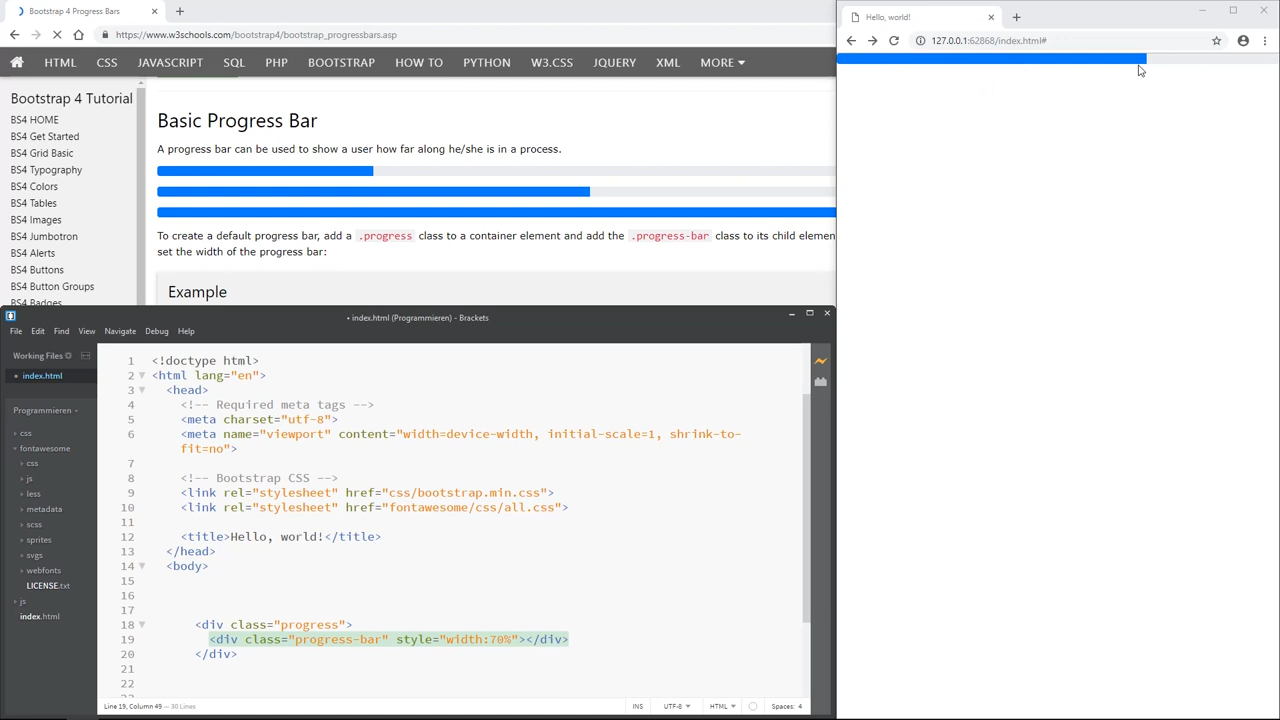 Bootstrap 4 Progress Bars
https://www.w3schools.com/bootstrap4/bootstrap_progressbars.asp
HTML CSS JAVASCRIPT SQL PHP BOOTSTRAP HOW TO PYTHON W3.CSS JQUERY XML MORE
Bootstrap 4 Tutorial
BS4 HOME
BS4 Get Started
BS4 Grid Basic
BS4 Typography
BS4 Colors
BS4 Tables
BS4 Images
BS4 Jumbotron
BS4 Alerts
BS4 Buttons
BS4 Button Groups
BS4 Badges
Basic Progress Bar
A progress bar can be used to show a user how far along he/she is in a process.
To create a default progress bar, add a .progress class to a container element and add the .progress-bar class to its child elemen
set the width of the progress bar:
Example
Hello, world!
127.0.0.1:62868/index.html#
• index.html (Programmieren) - Brackets
File Edit Find View Navigate Debug Help
Working Files
• index.html
Programmieren
css
fontawesome
css
js
less
metadata
scss
sprites
svgs
webfonts
LICENSE.txt
js
index.html
1 <!doctype html>
2 <html lang="en">
3 <head>
4 <!-- Required meta tags -->
5 <meta charset="utf-8">
6 <meta name="viewport" content="width=device-width, initial-scale=1, shrink-to-
fit=no">
7
8 <!-- Bootstrap CSS -->
9 <link rel="stylesheet" href="css/bootstrap.min.css">
10 <link rel="stylesheet" href="fontawesome/css/all.css">
11
12 <title>Hello, world!</title>
13 </head>
14 <body>
15
16
17
18 <div class="progress">
19 <div class="progress-bar" style="width:70%"></div>
20 </div>
21
22
Line 19, Column 49 — 30 Lines
INS UTF-8 HTML Spaces: 4